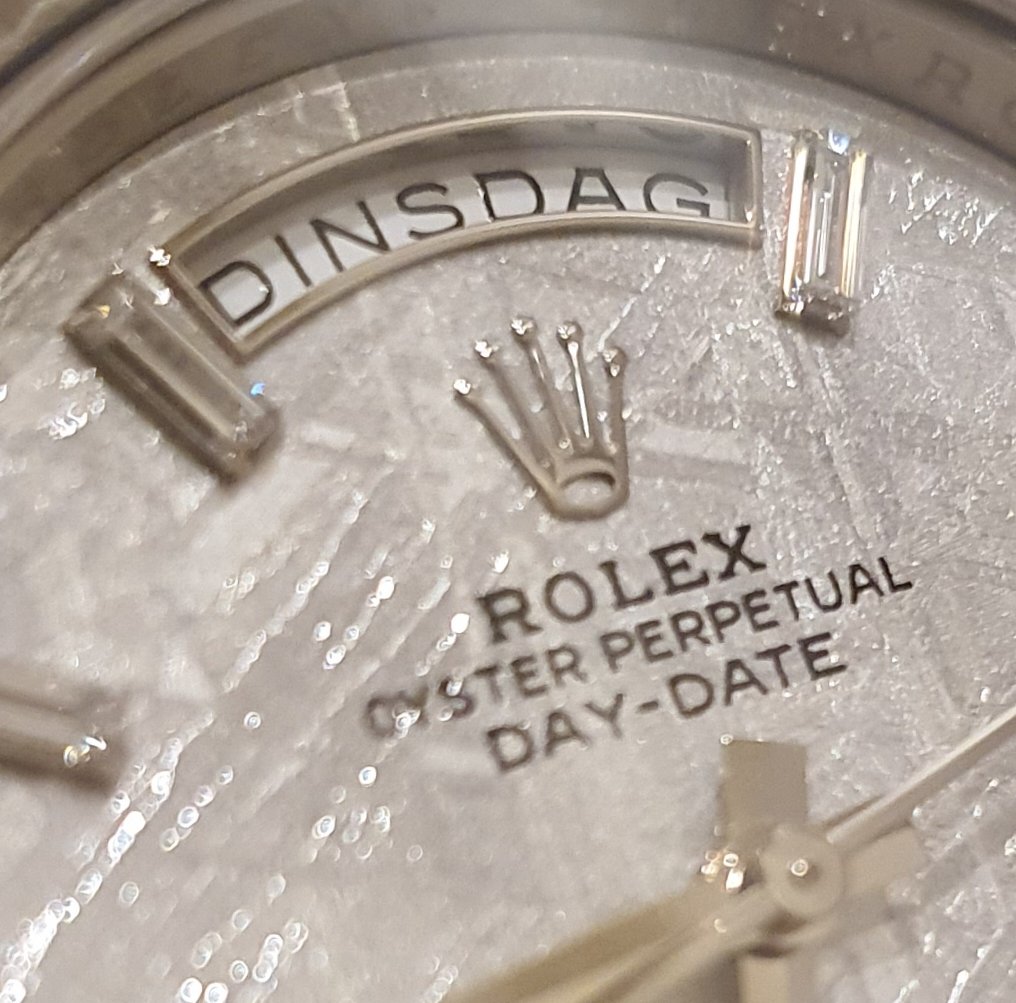 DINSDAG
ROLEX
OYSTER PERPETUAL
DAY-DATE